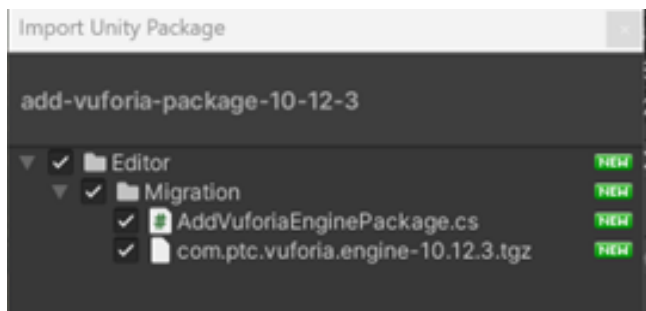 Import Unity Package
add-vuforia-package-10-12-3
Editor NEW
Migration NEW
AddVuforiaEnginePackage.cs NEW
com.ptc.vuforia.engine-10.12.3.tgz NEW